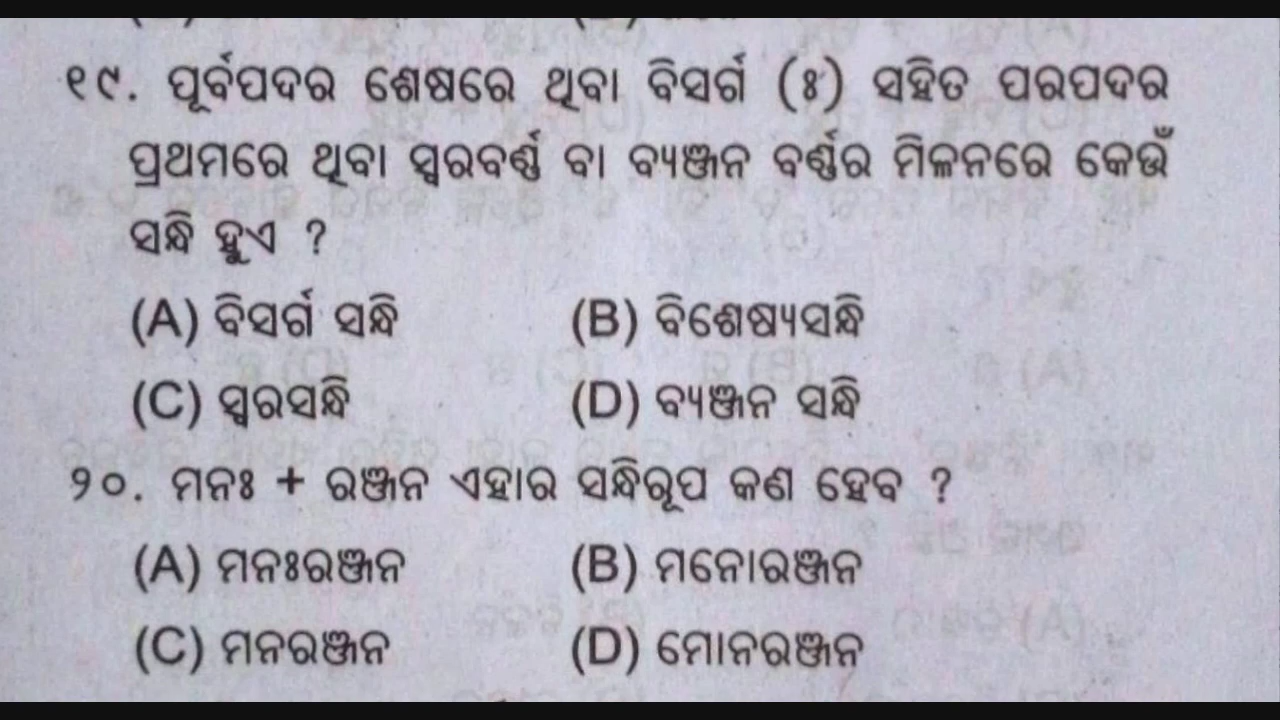 ୧୯. ପୂର୍ବପଦର ଶେଷରେ ଥିବା ବିସର୍ଗ (ଃ) ସହିତ ପରପଦର
ପ୍ରଥମରେ ଥିବା ସ୍ୱରବର୍ଣ୍ଣ ବା ବ୍ୟଞ୍ଜନ ବର୍ଣ୍ଣର ମିଳନରେ କେଉଁ
ସନ୍ଧି ହୁଏ ?
(A) ବିସର୍ଗ ସନ୍ଧି (B) ବିଶେଷ୍ୟସନ୍ଧି
(C) ସ୍ୱରସନ୍ଧି (D) ବ୍ୟଞ୍ଜନ ସନ୍ଧି
୨୦. ମନଃ + ରଞ୍ଜନ ଏହାର ସନ୍ଧିରୂପ କଣ ହେବ ?
(A) ମନଃରଞ୍ଜନ (B) ମନୋରଞ୍ଜନ
(C) ମନରଞ୍ଜନ (D) ମୋନରଞ୍ଜନ